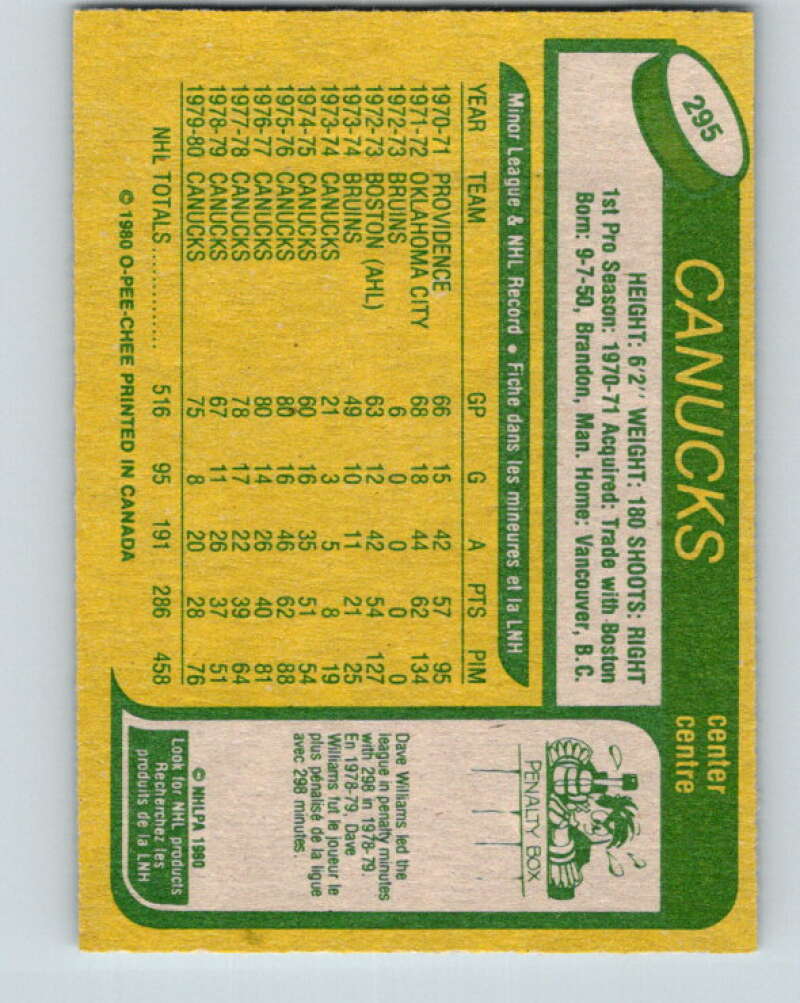 295
CANUCKS
center
centre
HEIGHT: 6'2" WEIGHT: 180 SHOOTS: RIGHT
1st Pro Season: 1970-71 Acquired: Trade with Boston
Born: 9-7-50, Brandon, Man. Home: Vancouver, B.C.
Minor League & NHL Record • Fiche dans les mineures et la LNH
YEAR TEAM GP G A PTS PIM
1970-71 PROVIDENCE 66 15 42 57 95
1971-72 OKLAHOMA CITY 68 18 44 62 134
1972-73 BRUINS 6 0 0 0 0
1972-73 BOSTON (AHL) 63 12 42 54 127
1973-74 BRUINS 49 10 11 21 25
1973-74 CANUCKS 21 3 5 8 19
1974-75 CANUCKS 60 16 35 51 54
1975-76 CANUCKS 80 16 46 62 88
1976-77 CANUCKS 80 14 26 40 81
1977-78 CANUCKS 78 17 22 39 64
1978-79 CANUCKS 67 11 26 37 51
1979-80 CANUCKS 75 8 20 28 76
NHL TOTALS.............. 516 95 191 286 458
© 1980 O-PEE-CHEE PRINTED IN CANADA
PENALTY BOX
Dave Williams led the
league in penalty minutes
with 298 in 1978-79.
En 1978-79, Dave
Williams fut le joueur le
plus pénalisé de la ligue
avec 298 minutes.
© NHLPA 1980
Look for NHL products
Recherchez les
produits de la LNH